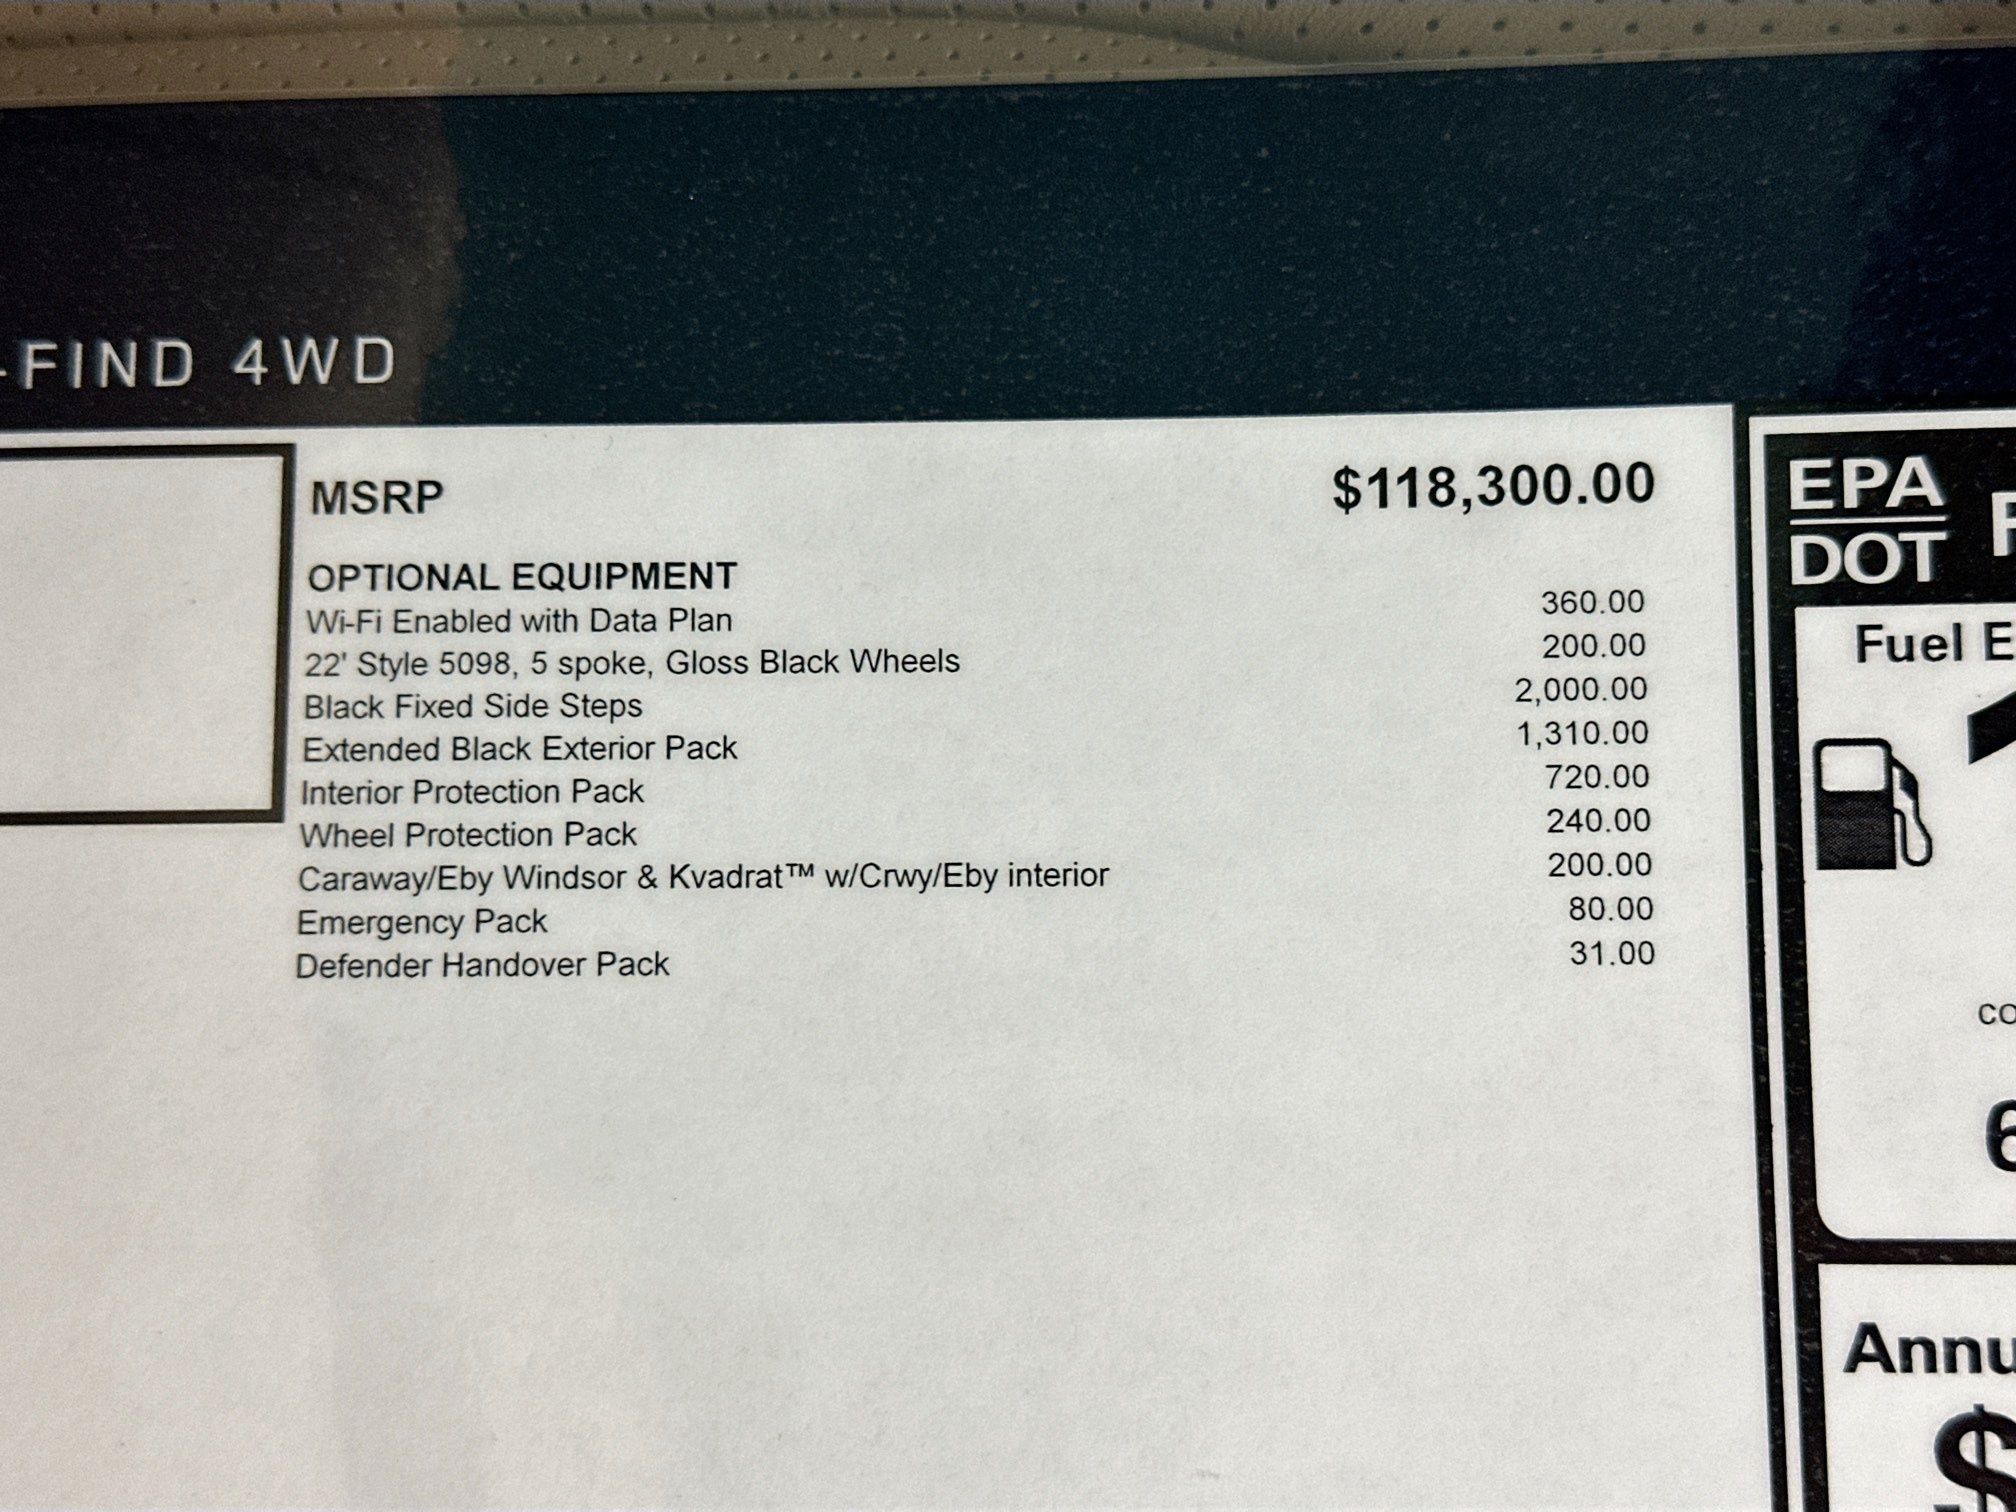 -FIND 4WD
MSRP $118,300.00
OPTIONAL EQUIPMENT
Wi-Fi Enabled with Data Plan 360.00
22' Style 5098, 5 spoke, Gloss Black Wheels 200.00
Black Fixed Side Steps 2,000.00
Extended Black Exterior Pack 1,310.00
Interior Protection Pack 720.00
Wheel Protection Pack 240.00
Caraway/Eby Windsor & Kvadrat™ w/Crwy/Eby interior 200.00
Emergency Pack 80.00
Defender Handover Pack 31.00
EPA
DOT
Fuel E
co
6
Annu
$